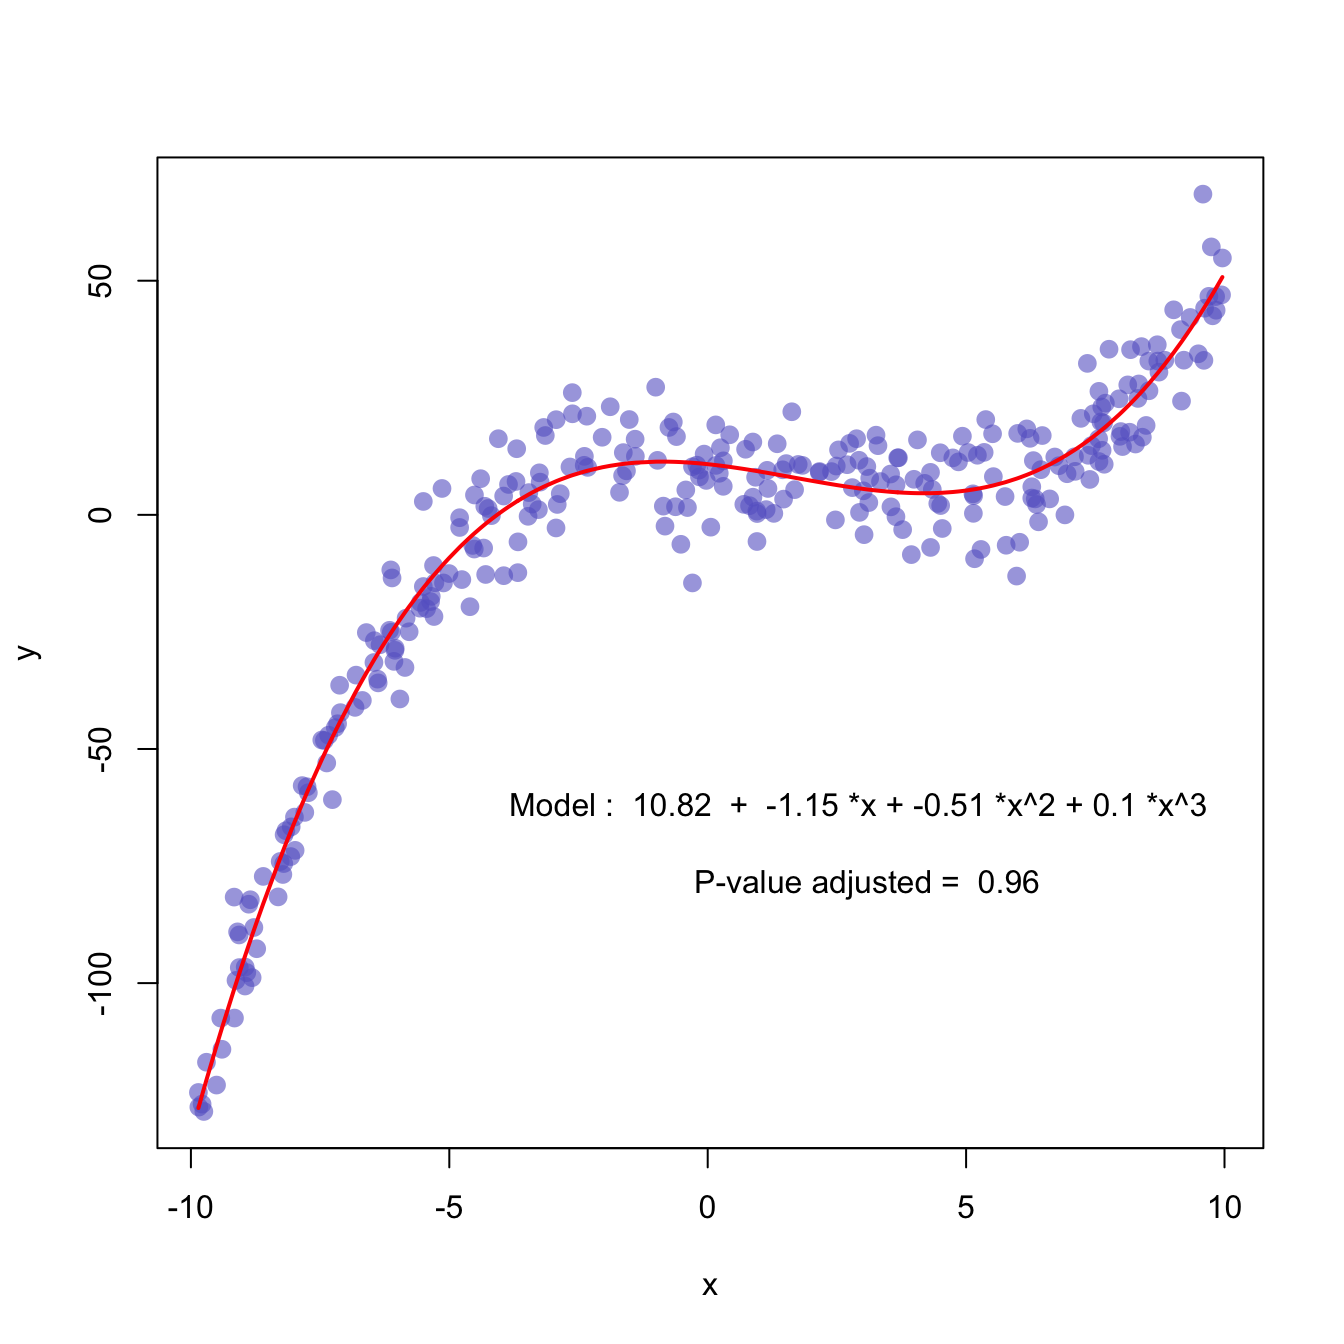 50
0
-50
-100
y
Model :  10.82  +  -1.15 *x + -0.51 *x^2 + 0.1 *x^3
P-value adjusted =  0.96
-10 -5 0 5 10
x